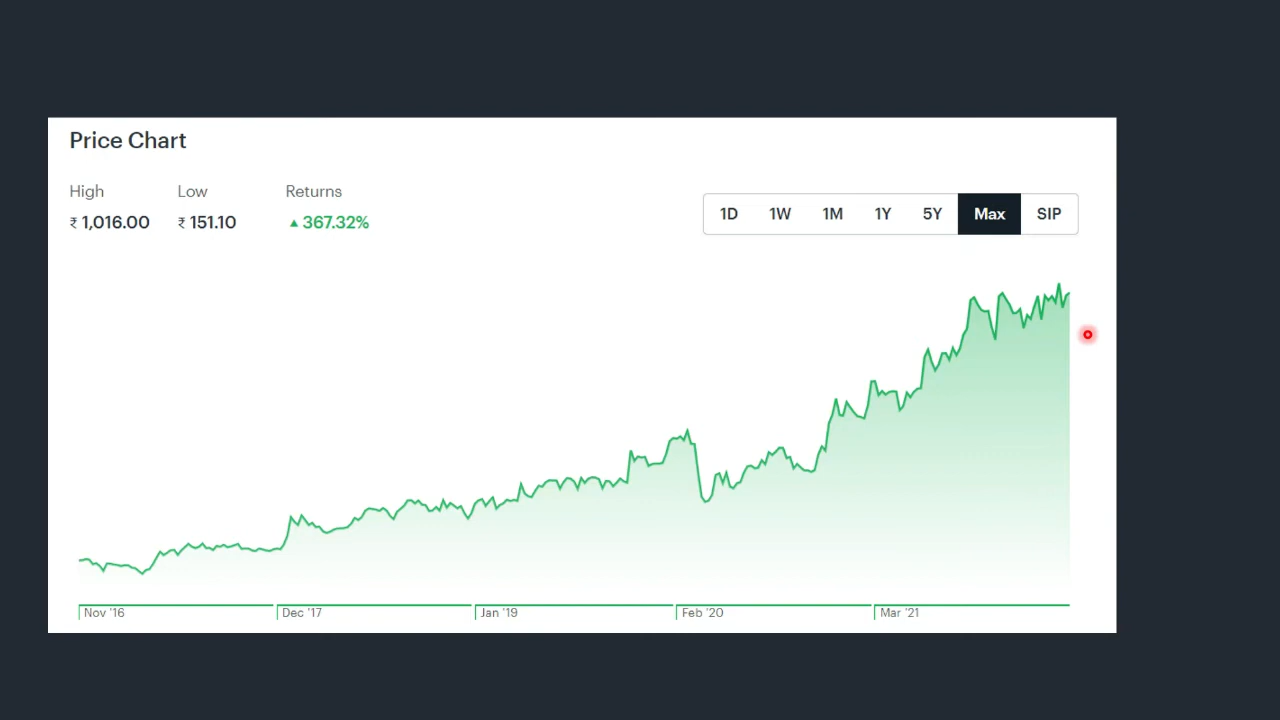 Price Chart
High Low Returns
₹ 1,016.00 ₹ 151.10 ▲ 367.32%
1D 1W 1M 1Y 5Y Max SIP
Nov '16 Dec '17 Jan '19 Feb '20 Mar '21